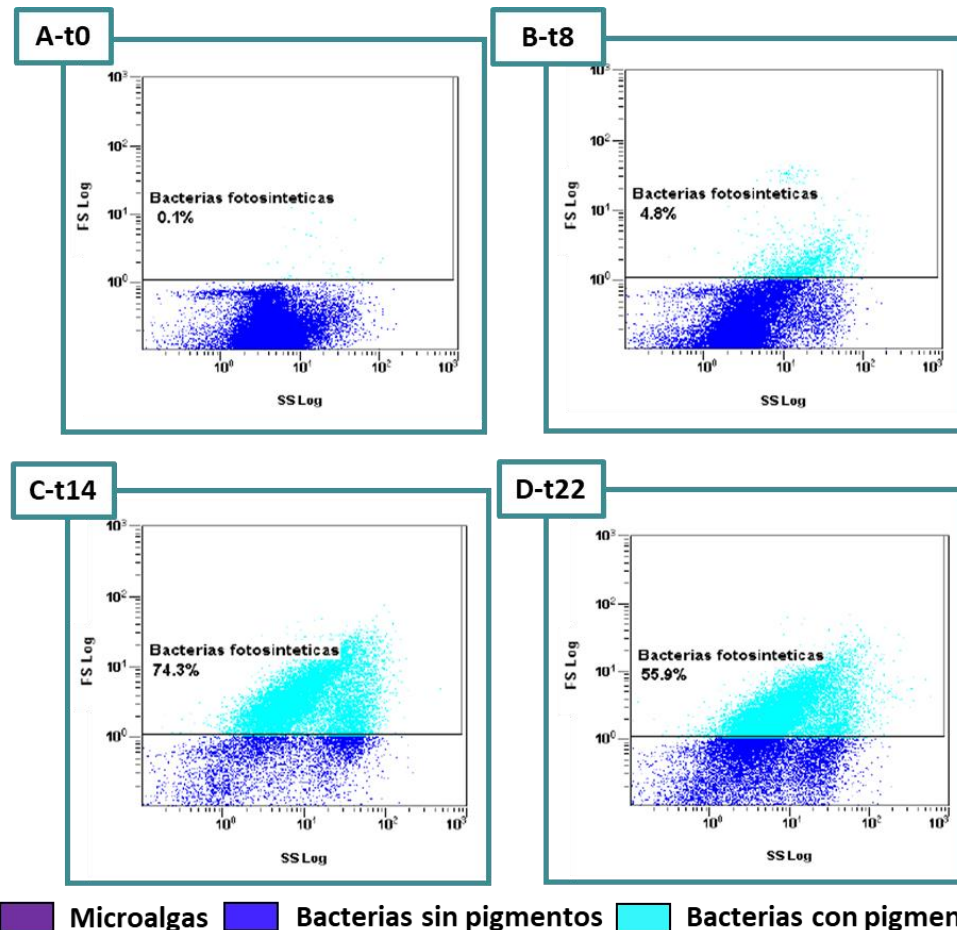 A-t0
10³
10²
10¹
10⁰
FS Log
Bacterias fotosinteticas
0.1%
10⁰ 10¹ 10² 10³
SS Log
B-t8
10³
10²
10¹
10⁰
FS Log
Bacterias fotosinteticas
4.8%
10⁰ 10¹ 10² 10³
SS Log
C-t14
10³
10²
10¹
10⁰
FS Log
Bacterias fotosinteticas
74.3%
10⁰ 10¹ 10² 10³
SS Log
D-t22
10³
10²
10¹
10⁰
FS Log
Bacterias fotosinteticas
55.9%
10⁰ 10¹ 10² 10³
SS Log
Microalgas Bacterias sin pigmentos Bacterias con pigmen